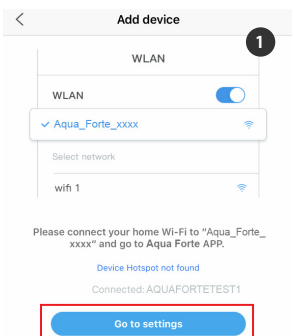 Add device
1
WLAN
WLAN
Aqua_Forte_xxxx
Select network
wifi 1
Please connect your home Wi-Fi to "Aqua_Forte_
xxxx" and go to Aqua Forte APP.
Device Hotspot not found
Connected: AQUAFORTETEST1
Go to settings